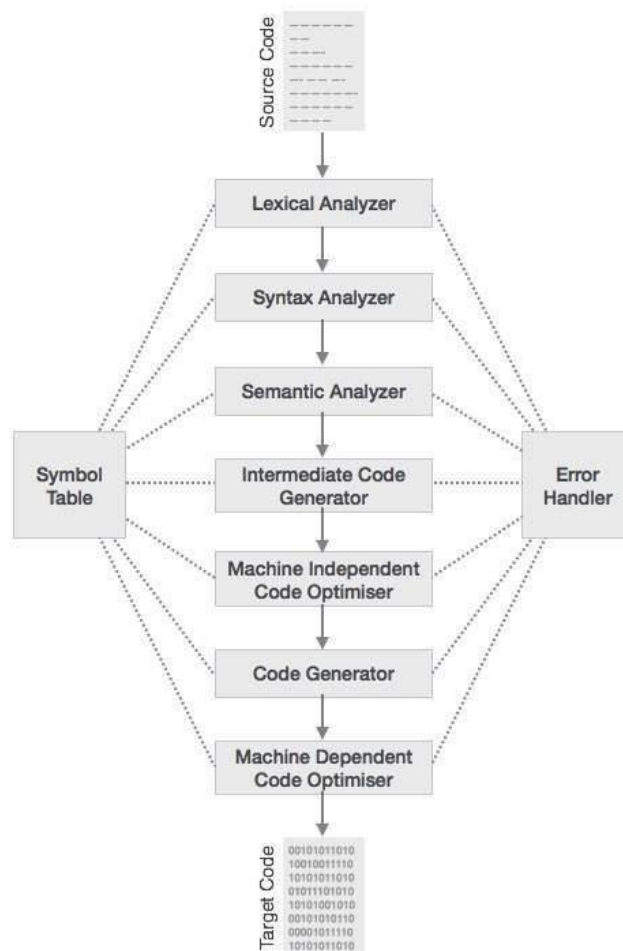 Source Code
Lexical Analyzer
Syntax Analyzer
Semantic Analyzer
Symbol
Table
Intermediate Code
Generator
Error
Handler
Machine Independent
Code Optimiser
Code Generator
Machine Dependent
Code Optimiser
Target Code
00101011010
10010011110
10101011010
01011101010
10101001010
00101010110
00001011110
10101011010